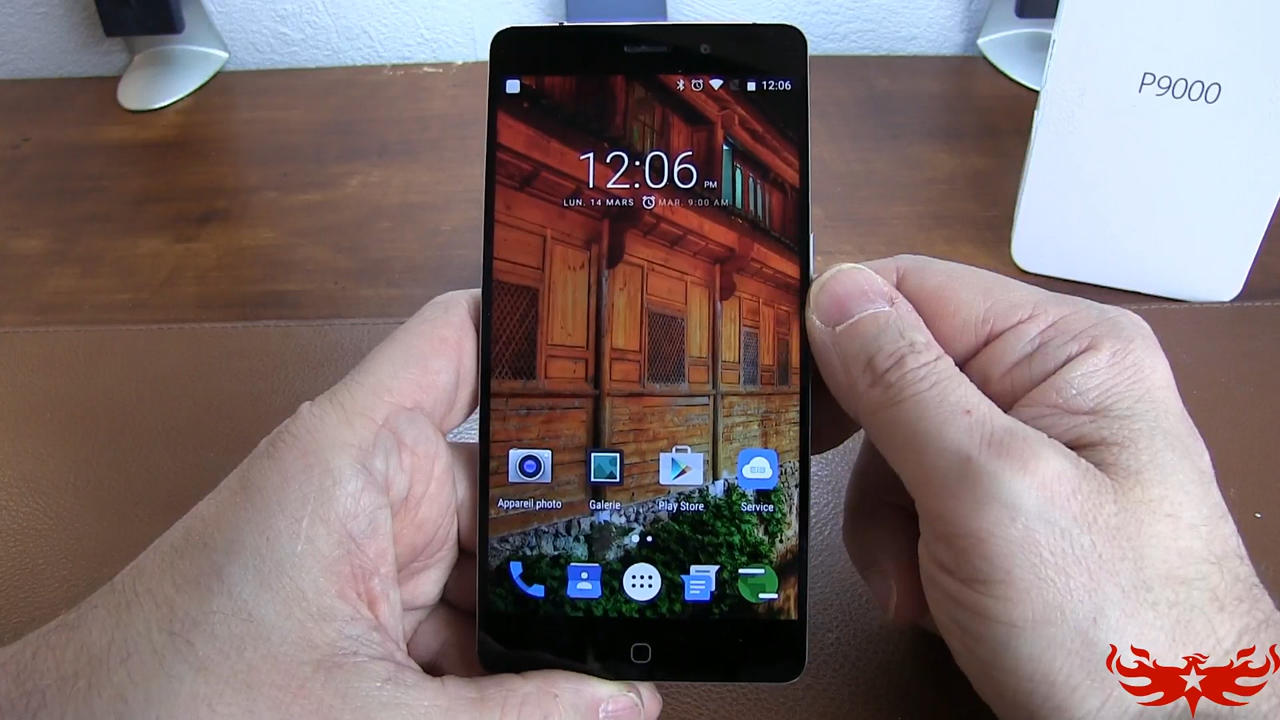 12:06
P9000
12:06 PM
LUN. 14 MARS MAR. 9:00 AM
Appareil photo Galerie Play Store Service